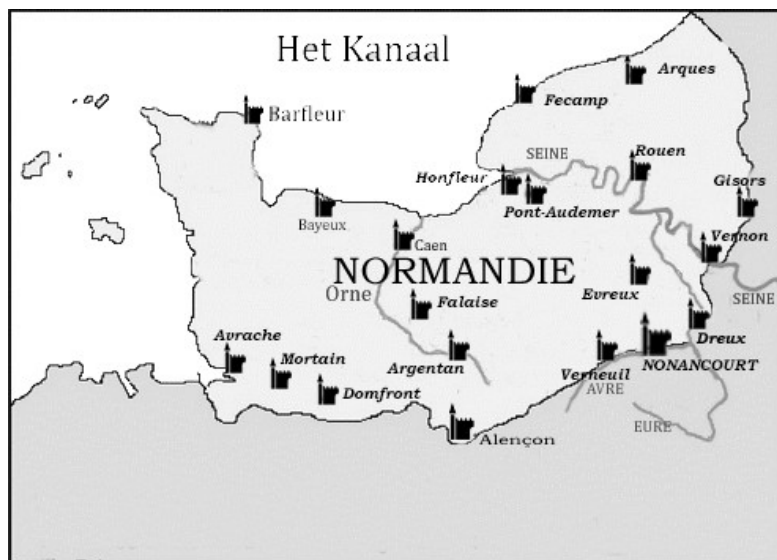 Het Kanaal
Arques
Fecamp
Barfleur
SEINE
Rouen
Honfleur
Gisors
Pont-Audemer
Bayeux
Caen
Vernon
NORMANDIE
Evreux
Orne
SEINE
Falaise
Avrache
Dreux
Mortain
Argentan
Verneuil
NONANCOURT
AVRE
Domfront
EURE
Alençon